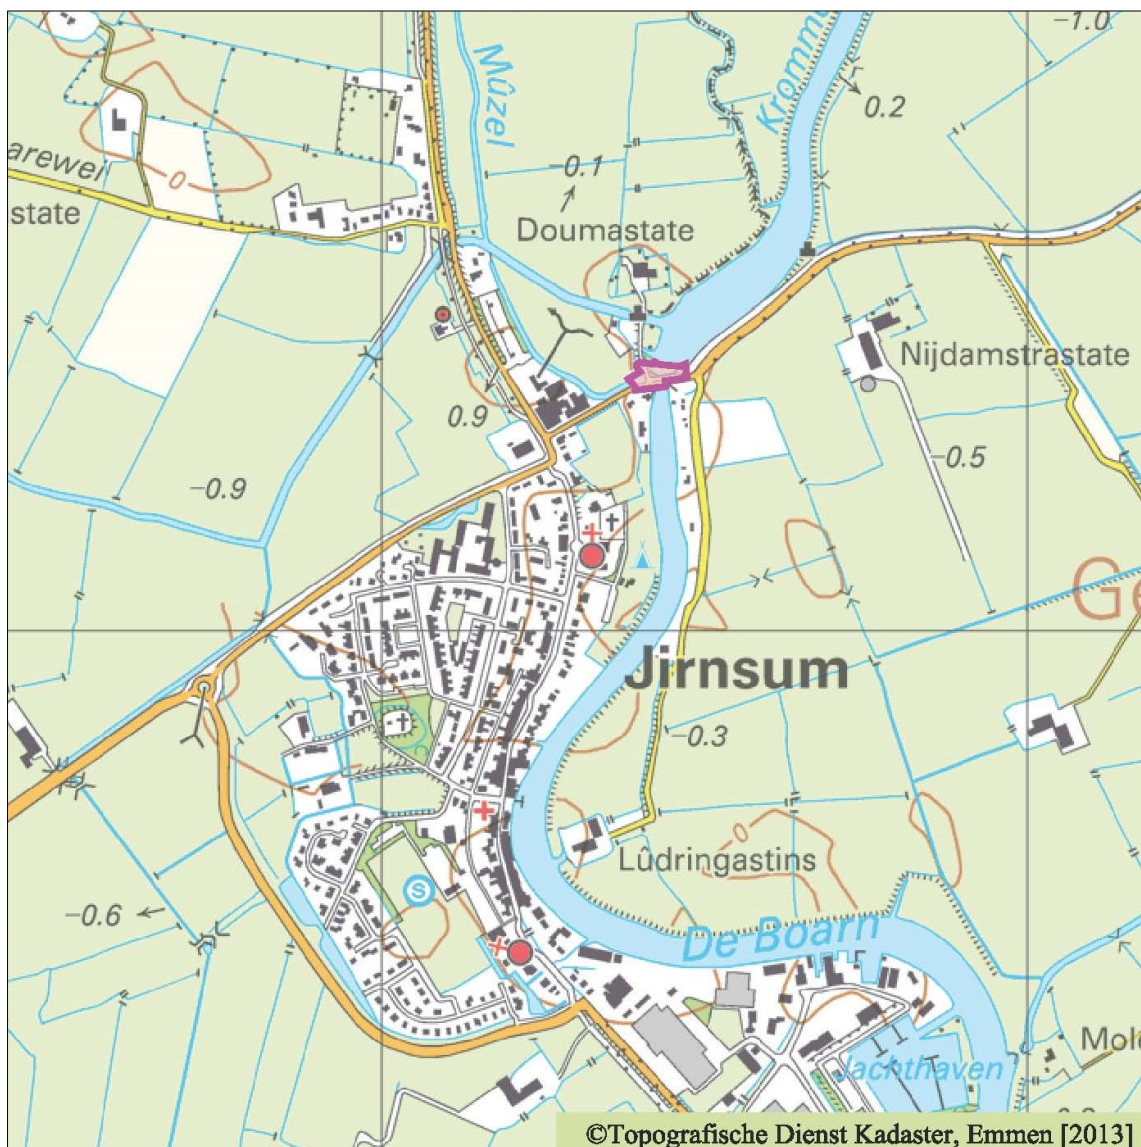 -1.0
Mûzel
Kromme
0.2
arewei
-0.1
0
state
Doumastate
Nijdamstrastate
0.9
-0.5
-0.9
Ge
Jirnsum
-0.3
0
Lûdringastins
S
-0.6
De Boarn
Mole
Jachthaven
©Topografische Dienst Kadaster, Emmen [2013]